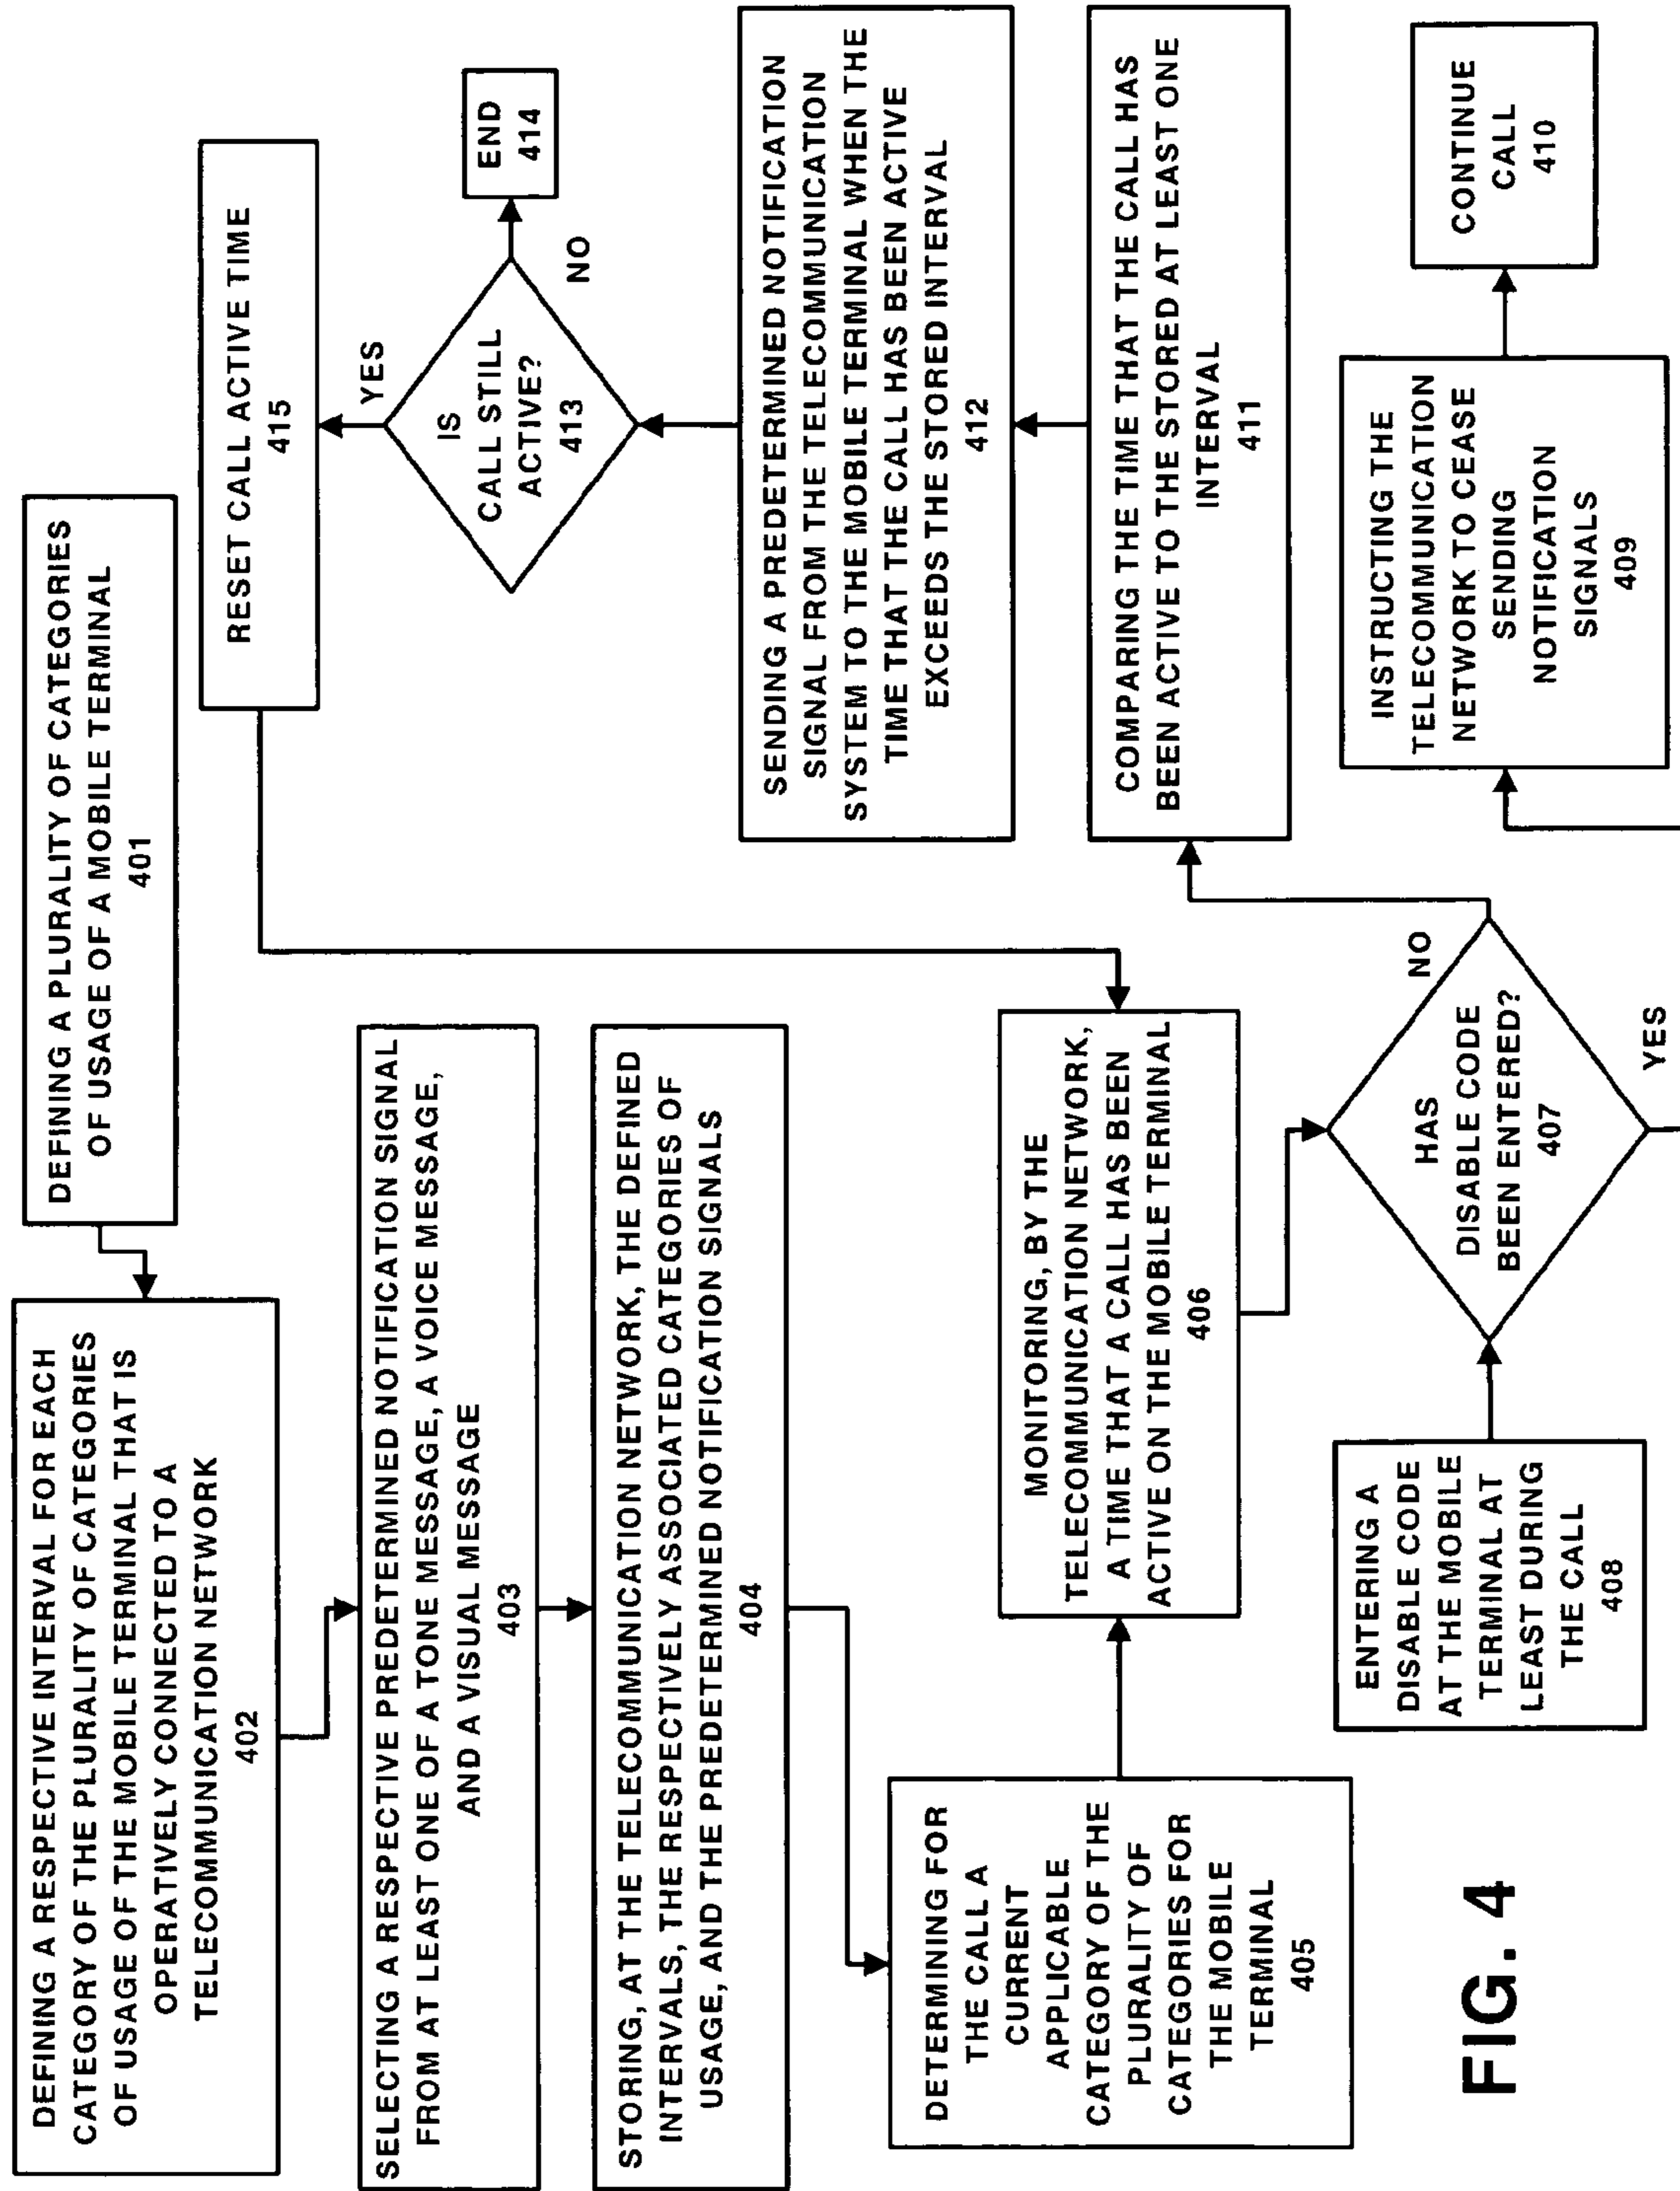 DEFINING A PLURALITY OF CATEGORIES
OF USAGE OF A MOBILE TERMINAL
401
DEFINING A RESPECTIVE INTERVAL FOR EACH
CATEGORY OF THE PLURALITY OF CATEGORIES
OF USAGE OF THE MOBILE TERMINAL THAT IS
OPERATIVELY CONNECTED TO A
TELECOMMUNICATION NETWORK
402
SELECTING A RESPECTIVE PREDETERMINED NOTIFICATION SIGNAL
FROM AT LEAST ONE OF A TONE MESSAGE, A VOICE MESSAGE,
AND A VISUAL MESSAGE
403
STORING, AT THE TELECOMMUNICATION NETWORK, THE DEFINED
INTERVALS, THE RESPECTIVELY ASSOCIATED CATEGORIES OF
USAGE, AND THE PREDETERMINED NOTIFICATION SIGNALS
404
DETERMINING FOR
THE CALL A
CURRENT
APPLICABLE
CATEGORY OF THE
PLURALITY OF
CATEGORIES FOR
THE MOBILE
TERMINAL
405
MONITORING, BY THE
TELECOMMUNICATION NETWORK,
A TIME THAT A CALL HAS BEEN
ACTIVE ON THE MOBILE TERMINAL
406
HAS
DISABLE CODE
BEEN ENTERED?
407
NO
YES
ENTERING A
DISABLE CODE
AT THE MOBILE
TERMINAL AT
LEAST DURING
THE CALL
408
INSTRUCTING THE
TELECOMMUNICATION
NETWORK TO CEASE
SENDING
NOTIFICATION
SIGNALS
409
CONTINUE
CALL
410
COMPARING THE TIME THAT THE CALL HAS
BEEN ACTIVE TO THE STORED AT LEAST ONE
INTERVAL
411
SENDING A PREDETERMINED NOTIFICATION
SIGNAL FROM THE TELECOMMUNICATION
SYSTEM TO THE MOBILE TERMINAL WHEN THE
TIME THAT THE CALL HAS BEEN ACTIVE
EXCEEDS THE STORED INTERVAL
412
IS
CALL STILL
ACTIVE?
413
NO
END
414
YES
RESET CALL ACTIVE TIME
415
FIG. 4